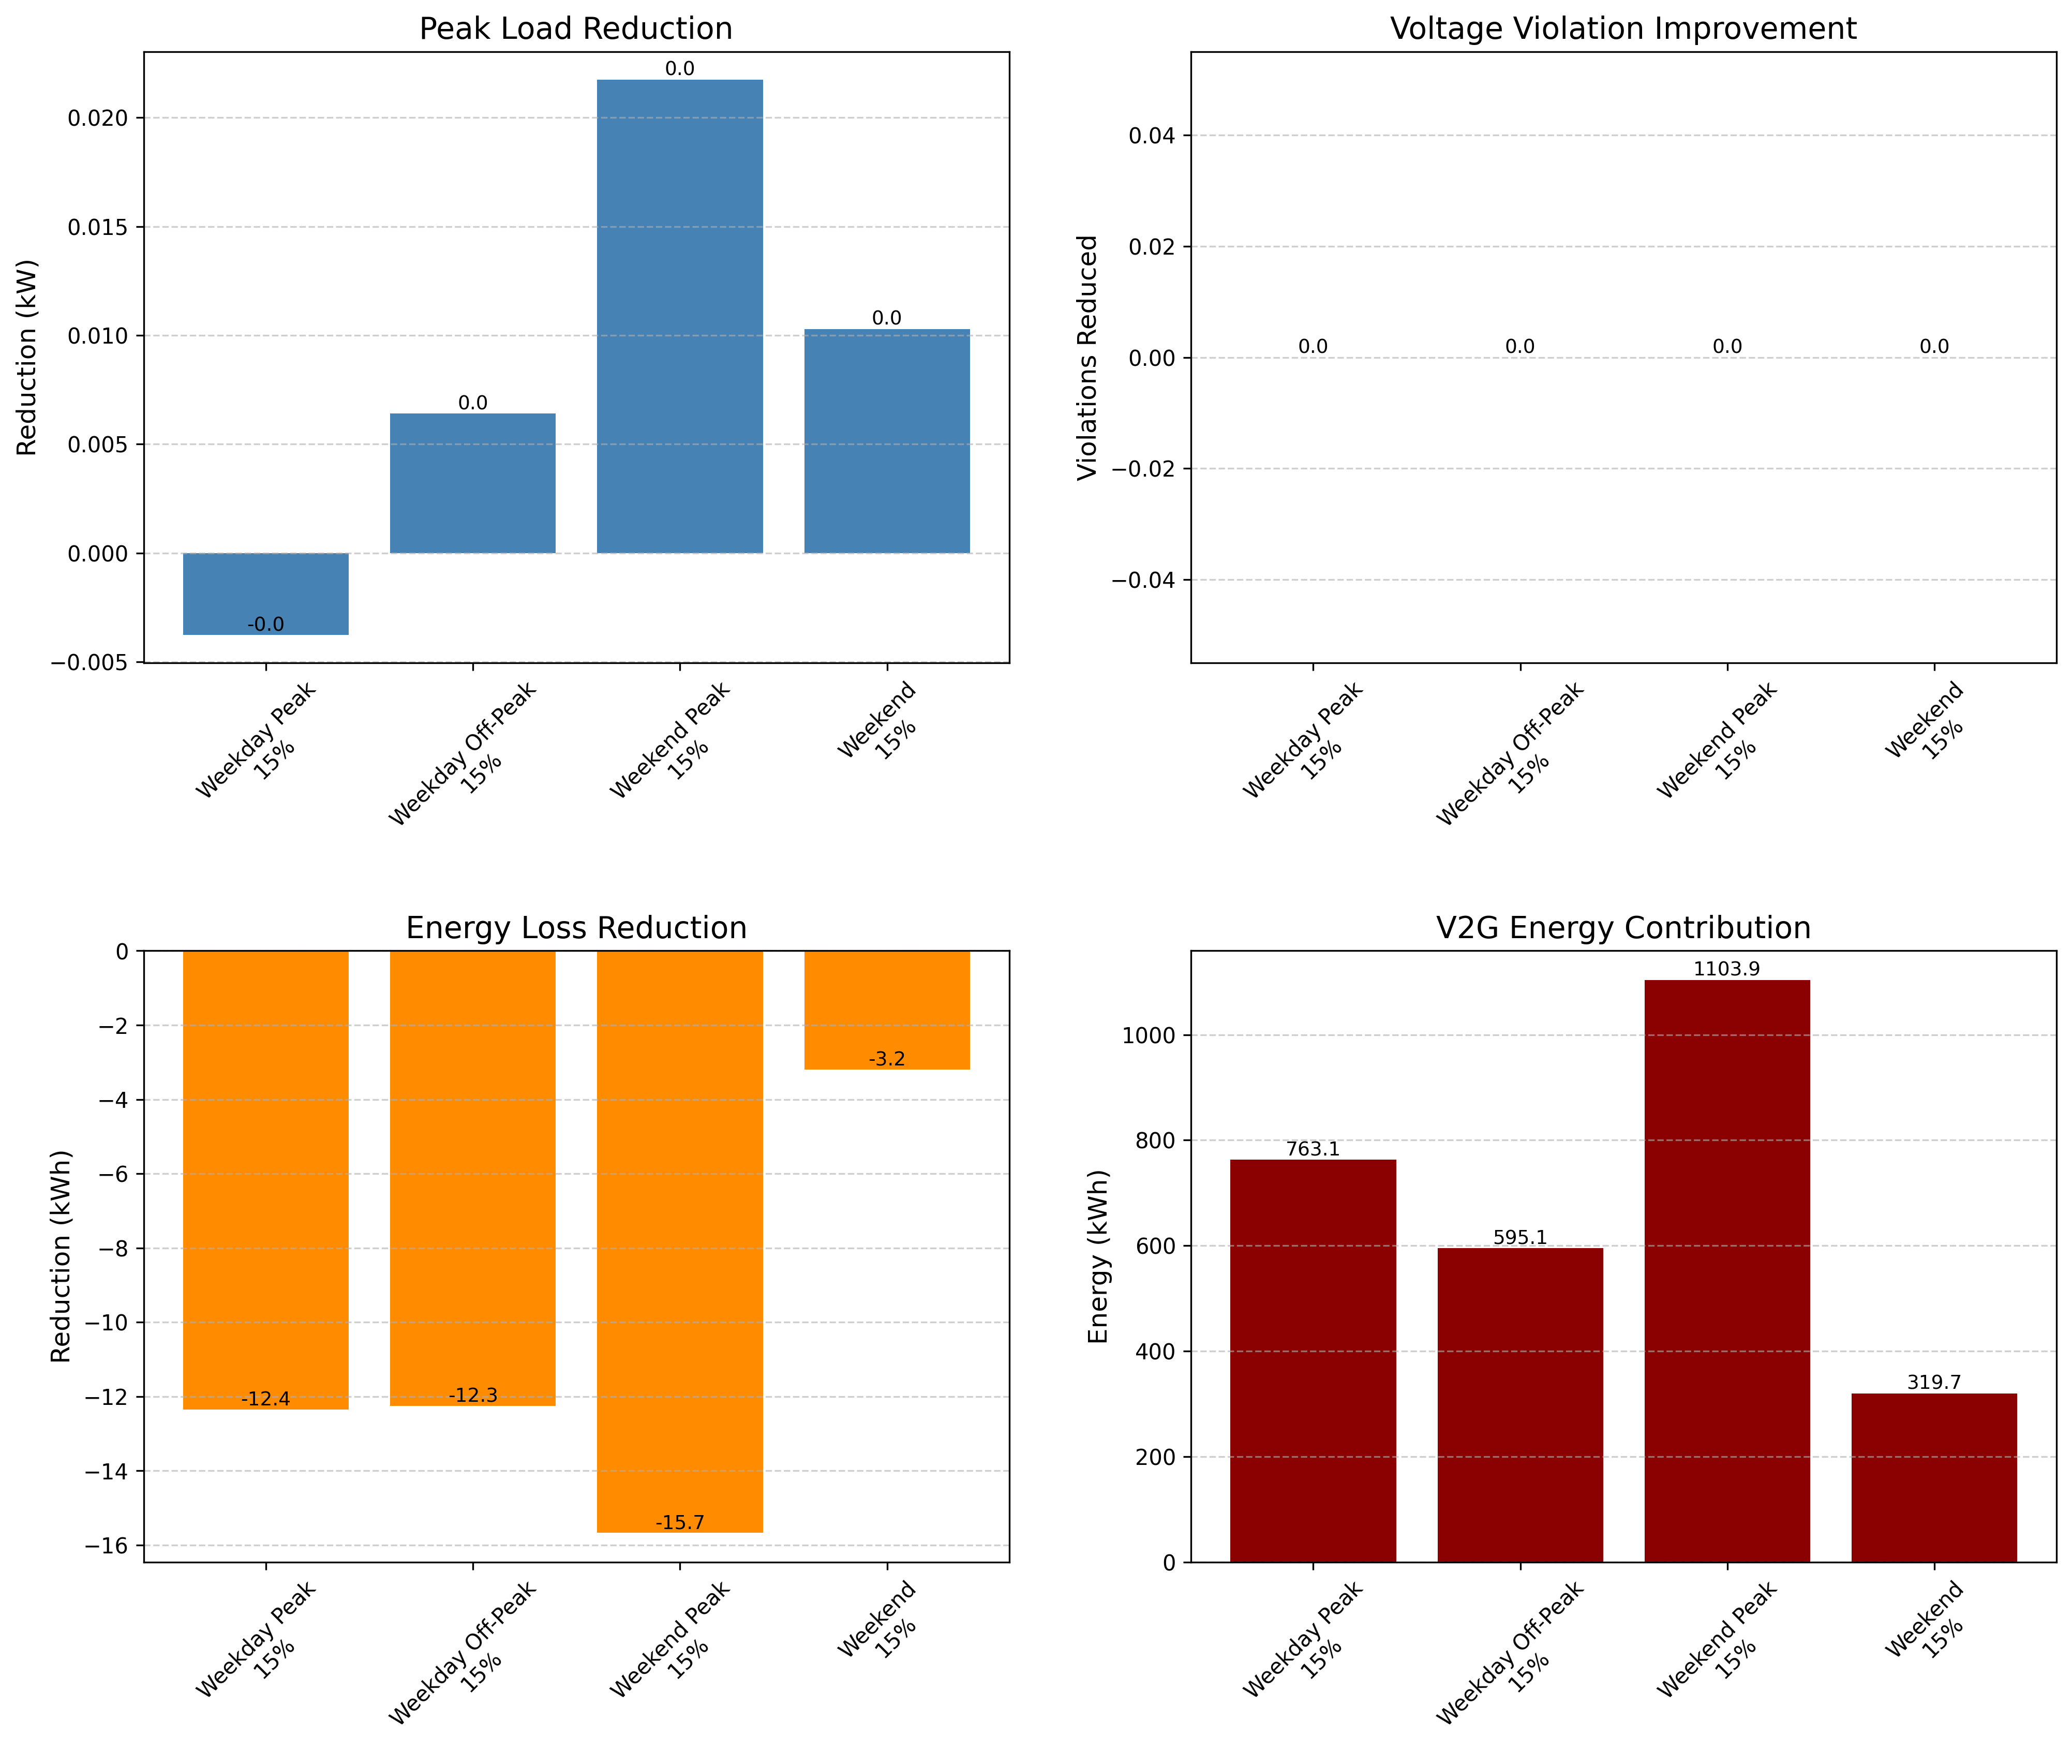 Peak Load Reduction
Reduction (kW)
0.020
0.015
0.010
0.005
0.000
−0.005
-0.0
0.0
0.0
0.0
Weekday Peak
15%
Weekday Off-Peak
15%
Weekend Peak
15%
Weekend
15%
Voltage Violation Improvement
Violations Reduced
0.04
0.02
0.00
−0.02
−0.04
0.0
0.0
0.0
0.0
Weekday Peak
15%
Weekday Off-Peak
15%
Weekend Peak
15%
Weekend
15%
Energy Loss Reduction
Reduction (kWh)
0
−2
−4
−6
−8
−10
−12
−14
−16
-12.4
-12.3
-15.7
-3.2
Weekday Peak
15%
Weekday Off-Peak
15%
Weekend Peak
15%
Weekend
15%
V2G Energy Contribution
Energy (kWh)
1000
800
600
400
200
0
763.1
595.1
1103.9
319.7
Weekday Peak
15%
Weekday Off-Peak
15%
Weekend Peak
15%
Weekend
15%